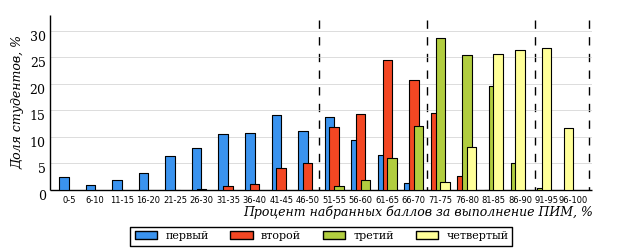 Доля студентов, %
30
25
20
15
10
5
0
0-5 6-10 11-15 16-20 21-25 26-30 31-35 36-40 41-45 46-50 51-55 56-60 61-65 66-70 71-75 76-80 81-85 86-90 91-95 96-100
Процент набранных баллов за выполнение ПИМ, %
первый второй третий четвертый